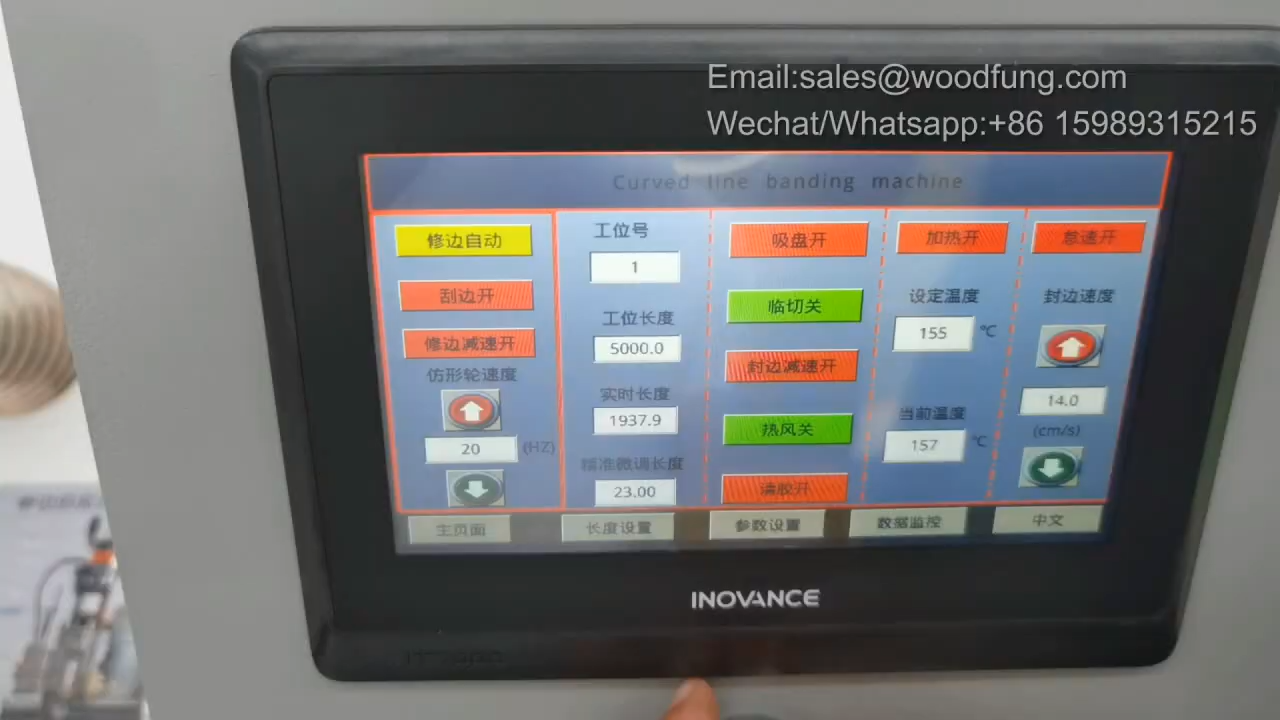 Email:sales@woodfung.com
Wechat/Whatsapp:+86 15989315215
Curved line banding machine
修边自动
刮边开
修边减速开
仿形轮速度
20
(HZ)
工位号
1
工位长度
5000.0
实时长度
1937.9
精准微调长度
23.00
吸盘开
临切关
封边减速开
热风关
清胶开
加热开
设定温度
155
℃
当前温度
157
℃
怠速开
封边速度
14.0
(cm/s)
主页面
长度设置
参数设置
数据监控
中文
INOVANCE